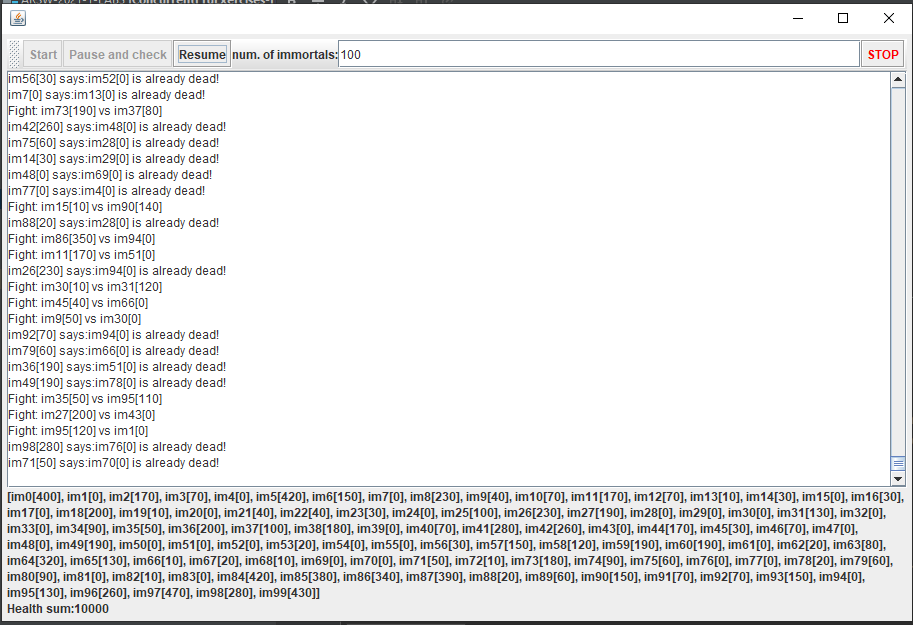 Start Pause and check Resume num. of immortals: 100 STOP
im56[30] says:im52[0] is already dead!
im7[0] says:im13[0] is already dead!
Fight: im73[190] vs im37[80]
im42[260] says:im48[0] is already dead!
im75[60] says:im28[0] is already dead!
im14[30] says:im29[0] is already dead!
im48[0] says:im69[0] is already dead!
im77[0] says:im4[0] is already dead!
Fight: im15[10] vs im90[140]
im88[20] says:im28[0] is already dead!
Fight: im86[350] vs im94[0]
Fight: im11[170] vs im51[0]
im26[230] says:im94[0] is already dead!
Fight: im30[10] vs im31[120]
Fight: im45[40] vs im66[0]
Fight: im9[50] vs im30[0]
im92[70] says:im94[0] is already dead!
im79[60] says:im66[0] is already dead!
im36[190] says:im51[0] is already dead!
im49[190] says:im78[0] is already dead!
Fight: im35[50] vs im95[110]
Fight: im27[200] vs im43[0]
Fight: im95[120] vs im1[0]
im98[280] says:im76[0] is already dead!
im71[50] says:im70[0] is already dead!
[im0[400], im1[0], im2[170], im3[70], im4[0], im5[420], im6[150], im7[0], im8[230], im9[40], im10[70], im11[170], im12[70], im13[10], im14[30], im15[0], im16[30],
im17[0], im18[200], im19[10], im20[0], im21[40], im22[40], im23[30], im24[0], im25[100], im26[230], im27[190], im28[0], im29[0], im30[0], im31[130], im32[0],
im33[0], im34[90], im35[50], im36[200], im37[100], im38[180], im39[0], im40[70], im41[280], im42[260], im43[0], im44[170], im45[30], im46[70], im47[0],
im48[0], im49[190], im50[0], im51[0], im52[0], im53[20], im54[0], im55[0], im56[30], im57[150], im58[120], im59[190], im60[190], im61[0], im62[20], im63[80],
im64[320], im65[130], im66[10], im67[20], im68[10], im69[0], im70[0], im71[50], im72[10], im73[180], im74[90], im75[60], im76[0], im77[0], im78[20], im79[60],
im80[90], im81[0], im82[10], im83[0], im84[420], im85[380], im86[340], im87[390], im88[20], im89[60], im90[150], im91[70], im92[70], im93[150], im94[0],
im95[130], im96[260], im97[470], im98[280], im99[430]]
Health sum:10000